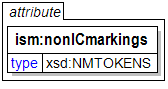 attribute
ism:nonICmarkings
type xsd:NMTOKENS